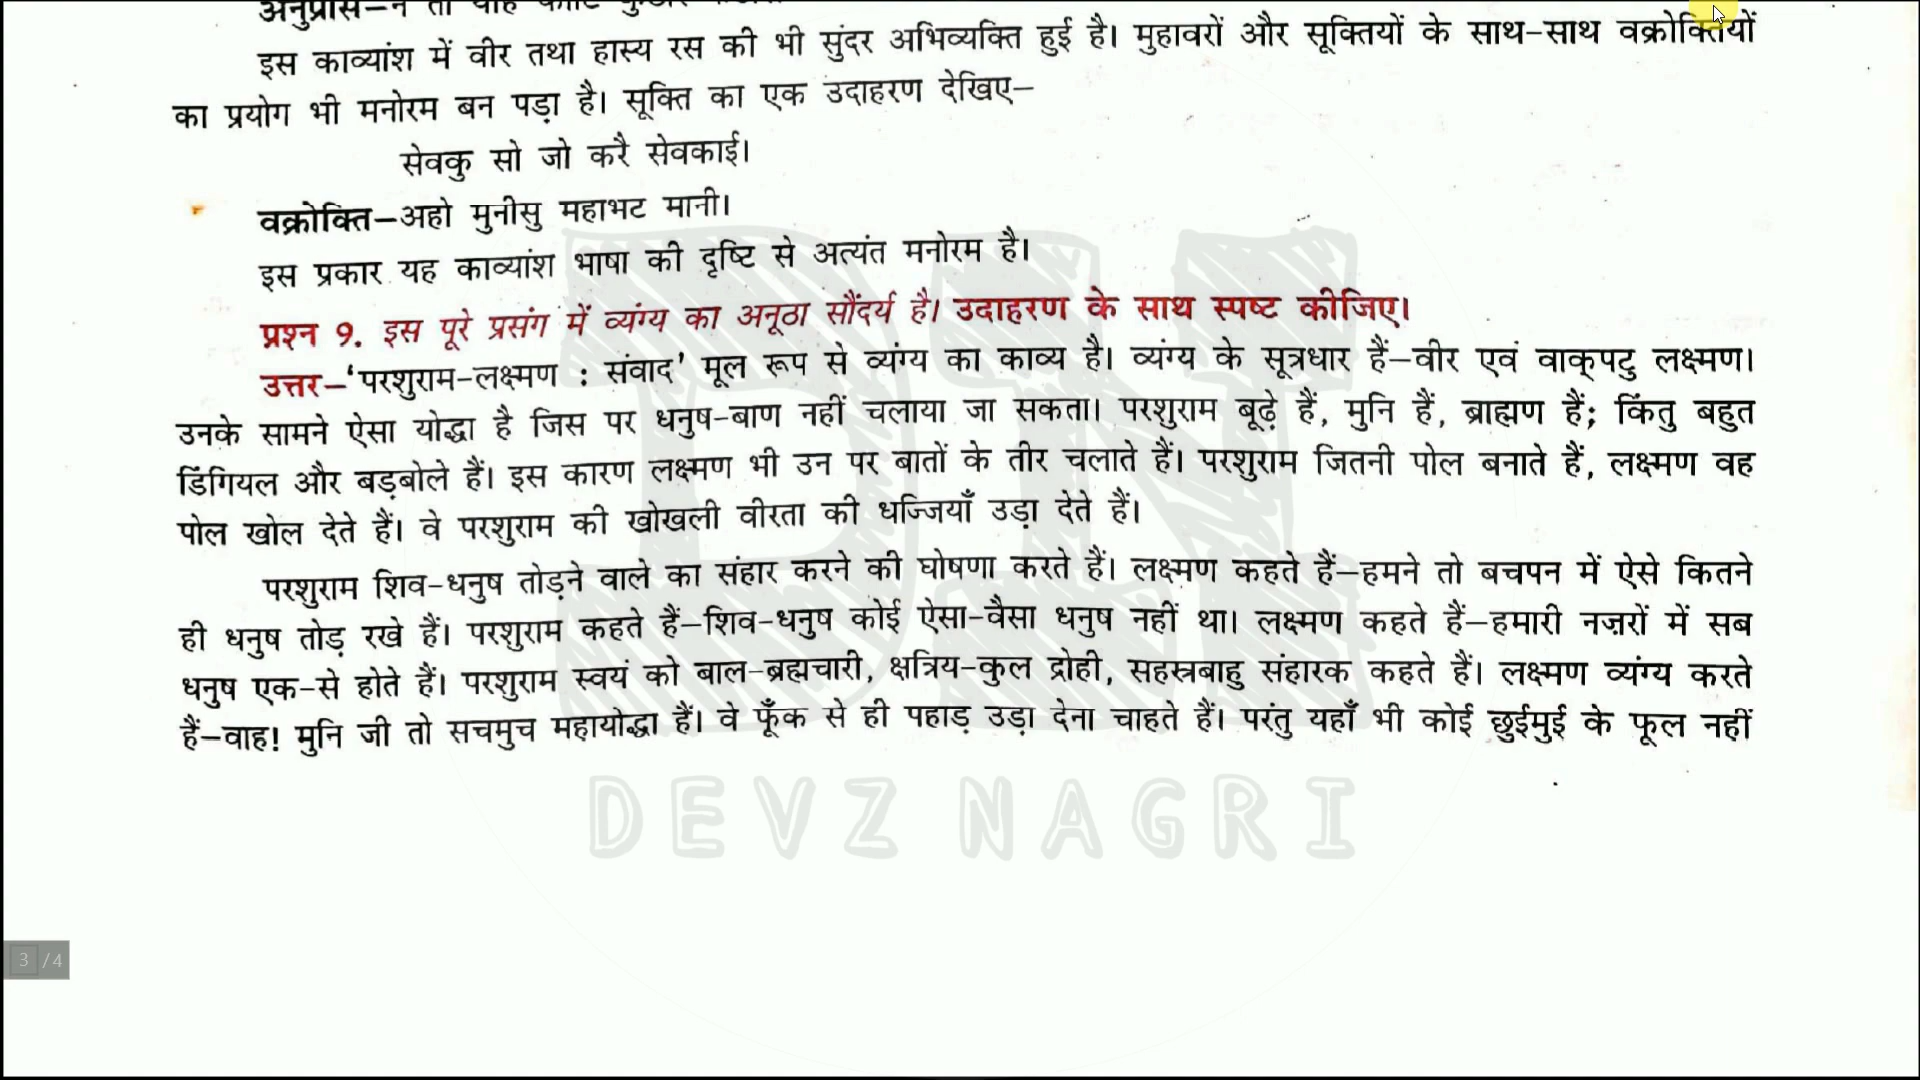 अनुप्रास–न तो
इस काव्यांश में वीर तथा हास्य रस की भी सुंदर अभिव्यक्ति हुई है। मुहावरों और सूक्तियों के साथ-साथ वक्रोक्तियों
का प्रयोग भी मनोरम बन पड़ा है। सूक्ति का एक उदाहरण देखिए–
सेवकु सो जो करै सेवकाई।
वक्रोक्ति–अहो मुनीसु महाभट मानी।
इस प्रकार यह काव्यांश भाषा की दृष्टि से अत्यंत मनोरम है।
प्रश्न 9. इस पूरे प्रसंग में व्यंग्य का अनूठा सौंदर्य है। उदाहरण के साथ स्पष्ट कीजिए।
उत्तर–‘परशुराम-लक्ष्मण : संवाद’ मूल रूप से व्यंग्य का काव्य है। व्यंग्य के सूत्रधार हैं–वीर एवं वाक्‌पटु लक्ष्मण।
उनके सामने ऐसा योद्धा है जिस पर धनुष-बाण नहीं चलाया जा सकता। परशुराम बूढ़े हैं, मुनि हैं, ब्राह्मण हैं; किंतु बहुत
डिंगियल और बड़बोले हैं। इस कारण लक्ष्मण भी उन पर बातों के तीर चलाते हैं। परशुराम जितनी पोल बनाते हैं, लक्ष्मण वह
पोल खोल देते हैं। वे परशुराम की खोखली वीरता की धज्जियाँ उड़ा देते हैं।
परशुराम शिव-धनुष तोड़ने वाले का संहार करने की घोषणा करते हैं। लक्ष्मण कहते हैं–हमने तो बचपन में ऐसे कितने
ही धनुष तोड़ रखे हैं। परशुराम कहते हैं–शिव-धनुष कोई ऐसा-वैसा धनुष नहीं था। लक्ष्मण कहते हैं–हमारी नज़रों में सब
धनुष एक-से होते हैं। परशुराम स्वयं को बाल-ब्रह्मचारी, क्षत्रिय-कुल द्रोही, सहस्रबाहु संहारक कहते हैं। लक्ष्मण व्यंग्य करते
हैं–वाह! मुनि जी तो सचमुच महायोद्धा हैं। वे फूँक से ही पहाड़ उड़ा देना चाहते हैं। परंतु यहाँ भी कोई छुईमुई के फूल नहीं
DEVZ NAGRI
3 / 4